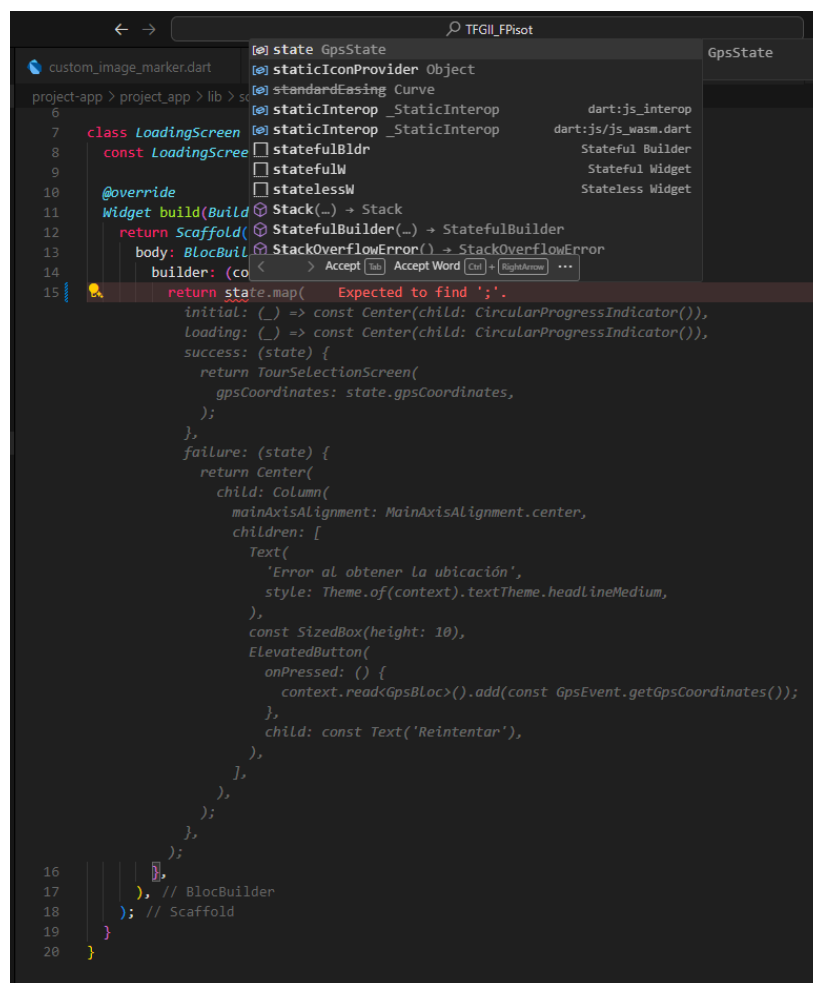 ← → TFGII_FPisot
state GpsState GpsState
custom_image_marker.dart
staticIconProvider Object
project-app > project_app > lib > sc
standardEasing Curve
6
staticInterop _StaticInterop dart:js_interop
7 class LoadingScreen
staticInterop _StaticInterop dart:js/js_wasm.dart
8 const LoadingScree
statefulBldr Stateful Builder
9
statefulW Stateful Widget
10 @override
statelessW Stateless Widget
11 Widget build(Build
Stack(…) → Stack
12 return Scaffold(
StatefulBuilder(…) → StatefulBuilder
13 body: BlocBuil
StackOverflowError() → StackOverflowError
14 builder: (co
< > Accept Tab Accept Word Ctrl + RightArrow ···
15 return state.map( Expected to find ';'.
initial: (_) => const Center(child: CircularProgressIndicator()),
loading: (_) => const Center(child: CircularProgressIndicator()),
success: (state) {
return TourSelectionScreen(
gpsCoordinates: state.gpsCoordinates,
);
},
failure: (state) {
return Center(
child: Column(
mainAxisAlignment: MainAxisAlignment.center,
children: [
Text(
'Error al obtener la ubicación',
style: Theme.of(context).textTheme.headlineMedium,
),
const SizedBox(height: 10),
ElevatedButton(
onPressed: () {
context.read<GpsBloc>().add(const GpsEvent.getGpsCoordinates());
},
child: const Text('Reintentar'),
),
],
),
);
},
);
16 },
17 ), // BlocBuilder
18 ); // Scaffold
19 }
20 }